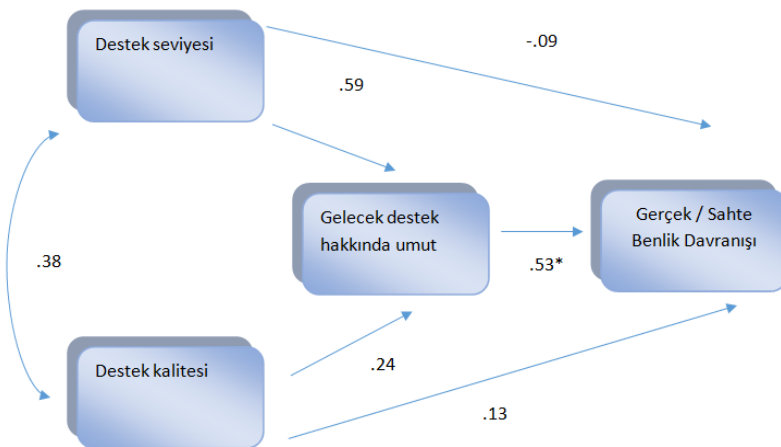 Destek seviyesi
-.09
.59
Gelecek destek
hakkında umut
Gerçek / Sahte
Benlik Davranışı
.38
.53*
Destek kalitesi
.24
.13